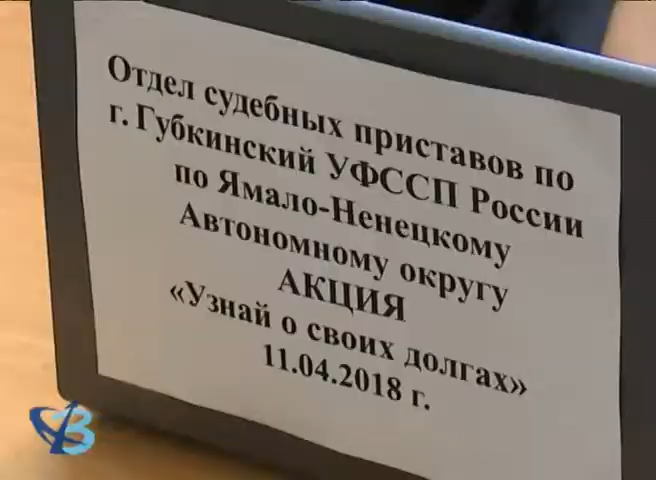 Отдел судебных приставов по
г. Губкинский УФССП России
по Ямало-Ненецкому
Автономному округу
АКЦИЯ
«Узнай о своих долгах»
11.04.2018 г.